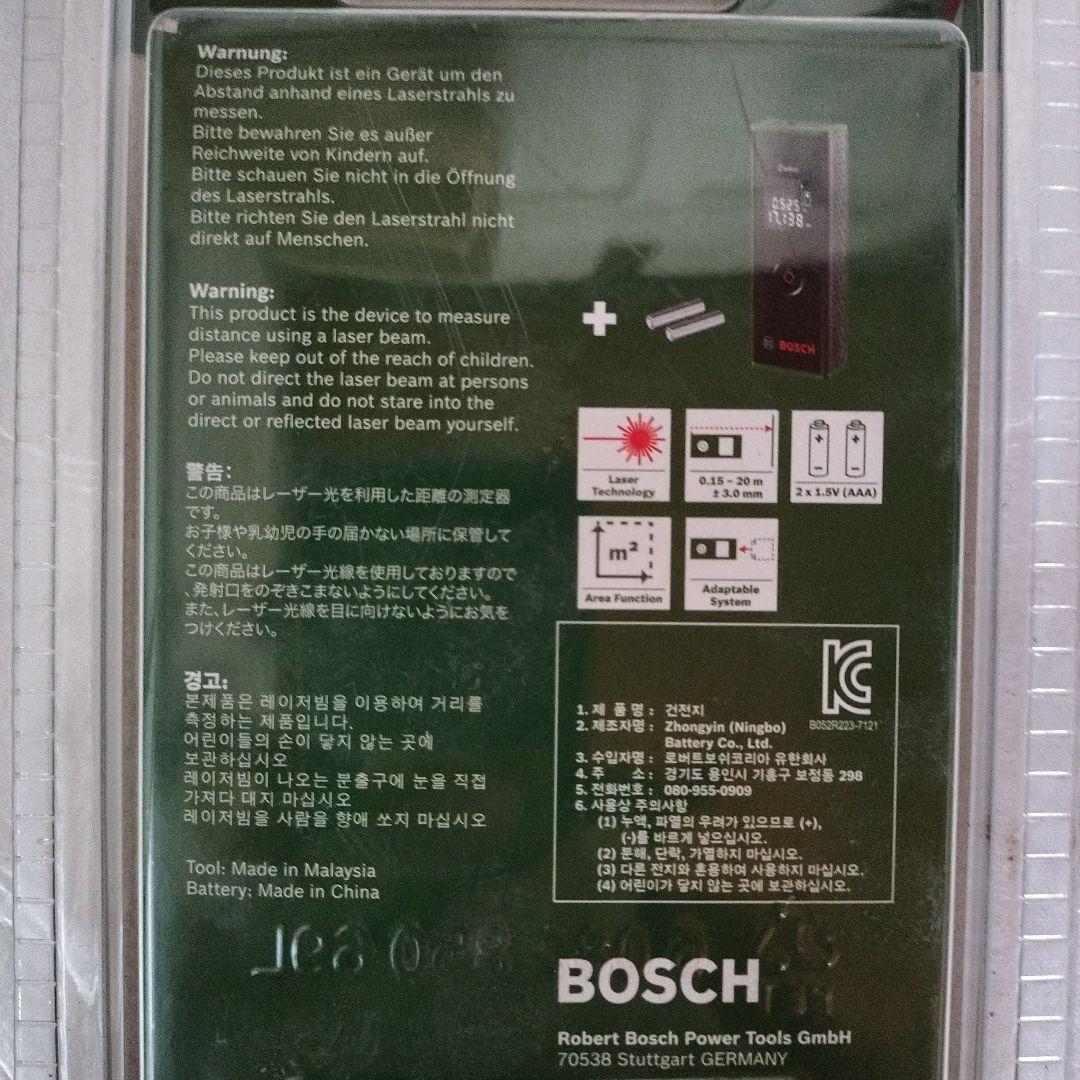 Warnung:
Dieses Produkt ist ein Gerät um den
Abstand anhand eines Laserstrahls zu
messen.
Bitte bewahren Sie es außer
Reichweite von Kindern auf.
Bitte schauen Sie nicht in die Öffnung
des Laserstrahls.
Bitte richten Sie den Laserstrahl nicht
direkt auf Menschen.
Warning:
This product is the device to measure
distance using a laser beam.
Please keep out of the reach of children.
Do not direct the laser beam at persons
or animals and do not stare into the
direct or reflected laser beam yourself.
警告:
この商品はレーザー光を利用した距離の測定器
です。
お子様や乳幼児の手の届かない場所に保管して
ください。
この商品はレーザー光線を使用しておりますので
、発射口をのぞきこまないようにしてください。
また、レーザー光線を目に向けないようにお気を
つけください。
경고:
본제품은 레이저빔을 이용하여 거리를
측정하는 제품입니다.
어린이들의 손이 닿지 않는 곳에
보관하십시오
레이저빔이 나오는 분출구에 눈을 직접
가져다 대지 마십시오
레이저빔을 사람을 향해 쏘지 마십시오
Tool: Made in Malaysia
Battery: Made in China
17.138
BOSCH
Laser
Technology
0.15 – 20 m
± 3.0 mm
2 x 1.5V (AAA)
m²
Area Function
Adaptable
System
KC
B052R223-7121
1. 제 품 명 : 건전지
2. 제조자명 : Zhongyin (Ningbo)
Battery Co., Ltd.
3. 수입자명 : 로버트보쉬코리아 유한회사
4. 주 소 : 경기도 용인시 기흥구 보정동 298
5. 전화번호 : 080-955-0909
6. 사용상 주의사항
(1) 누액, 파열의 우려가 있으므로 (+),
(-)를 바르게 넣으십시오.
(2) 분해, 단락, 가열하지 마십시오.
(3) 다른 전지와 혼용하여 사용하지 마십시오.
(4) 어린이가 닿지 않는 곳에 보관하십시오.
BOSCH
Robert Bosch Power Tools GmbH
70538 Stuttgart GERMANY